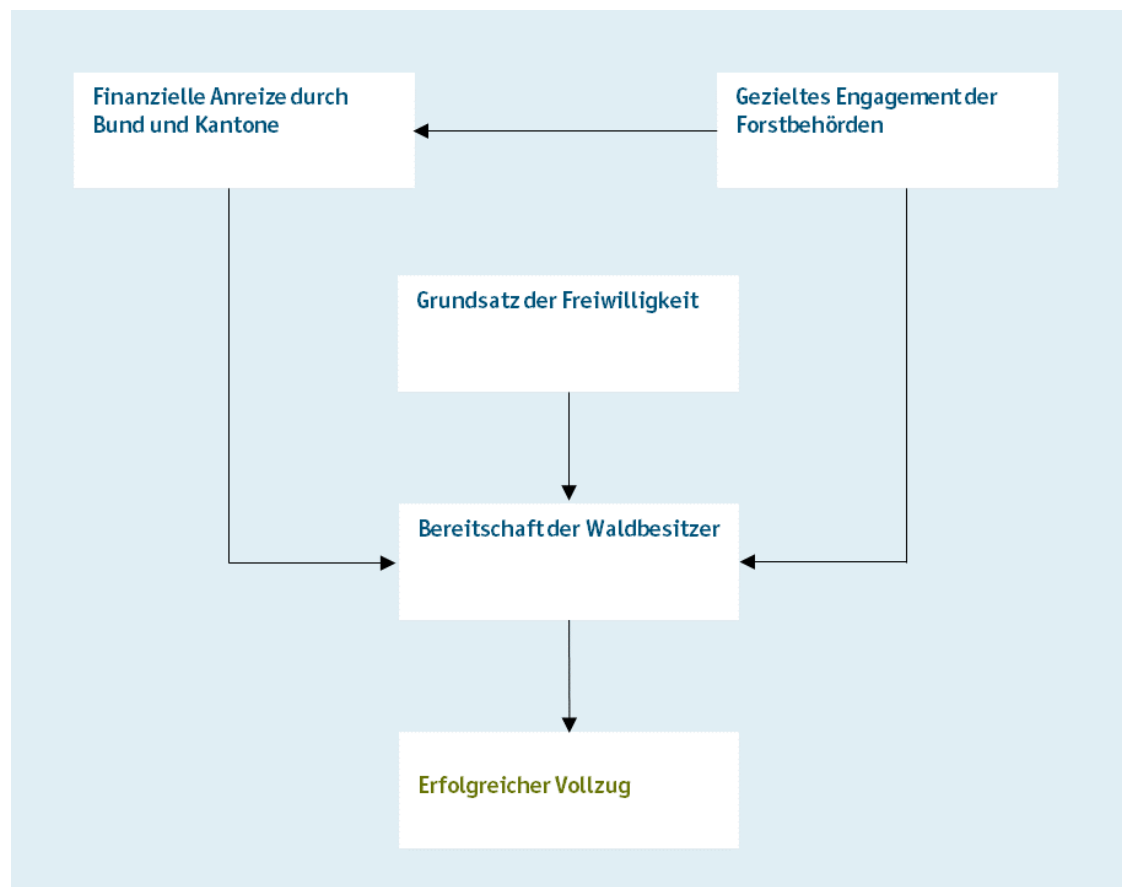 Finanzielle Anreize durch
Bund und Kantone
Gezieltes Engagement der
Forstbehörden
Grundsatz der Freiwilligkeit
Bereitschaft der Waldbesitzer
Erfolgreicher Vollzug